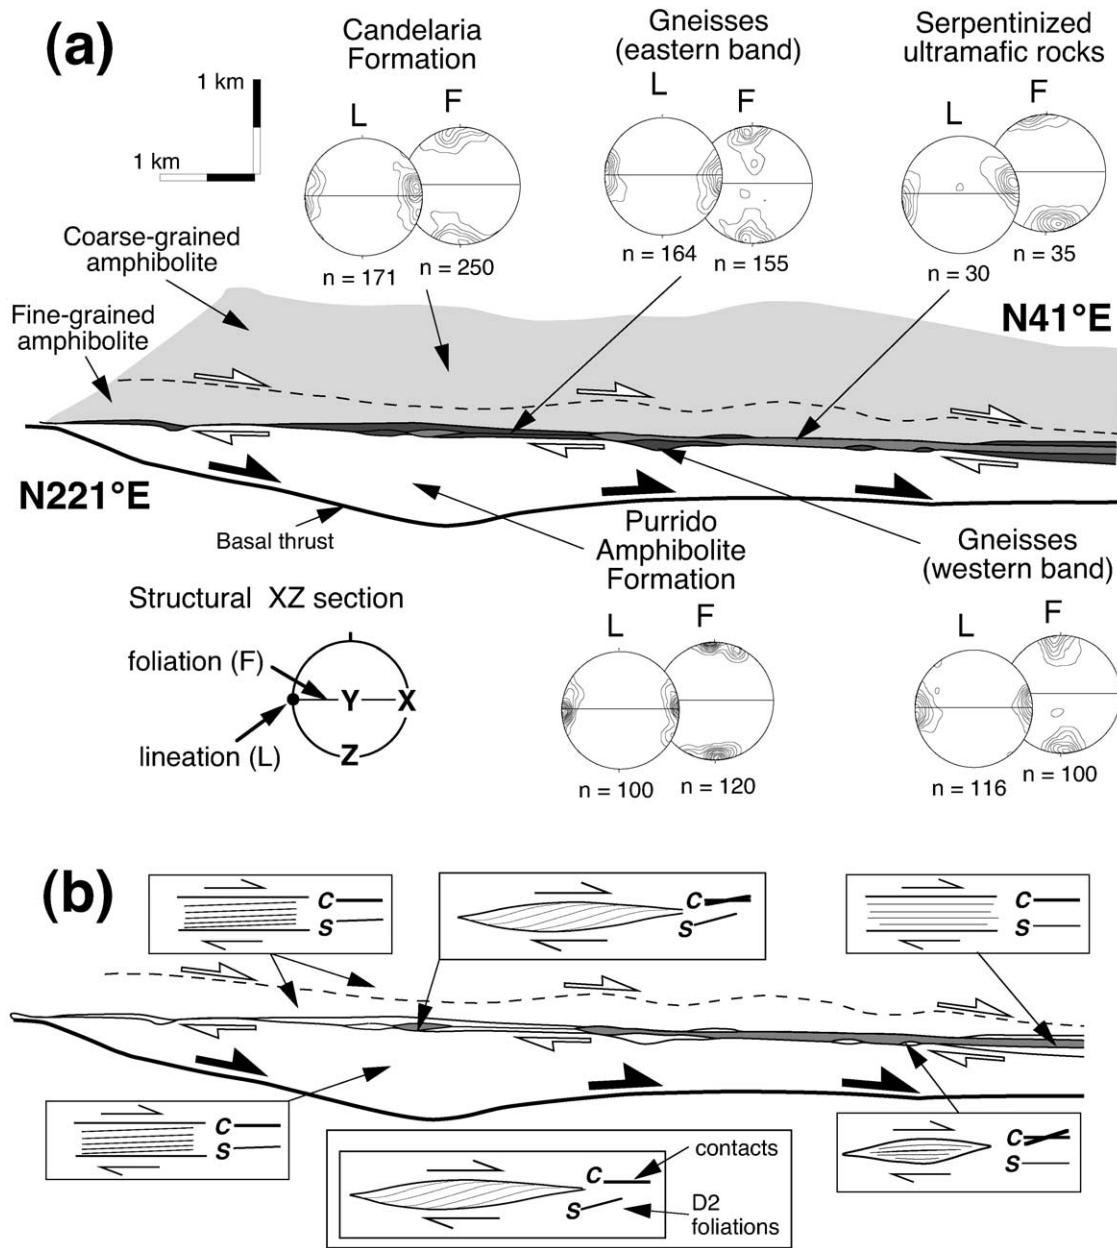 (a)
1 km
1 km
Candelaria
Formation
L
F
n = 171
n = 250
Gneisses
(eastern band)
L
F
n = 164
n = 155
Serpentinized
ultramafic rocks
L
F
n = 30
n = 35
Coarse-grained
amphibolite
Fine-grained
amphibolite
N41°E
N221°E
Basal thrust
Purrido
Amphibolite
Formation
L
F
n = 100
n = 120
Gneisses
(western band)
L
F
n = 116
n = 100
Structural XZ section
foliation (F)
lineation (L)
Y
X
Z
(b)
C
S
C
S
C
S
C
S
C
S
C
S
contacts
D2
foliations